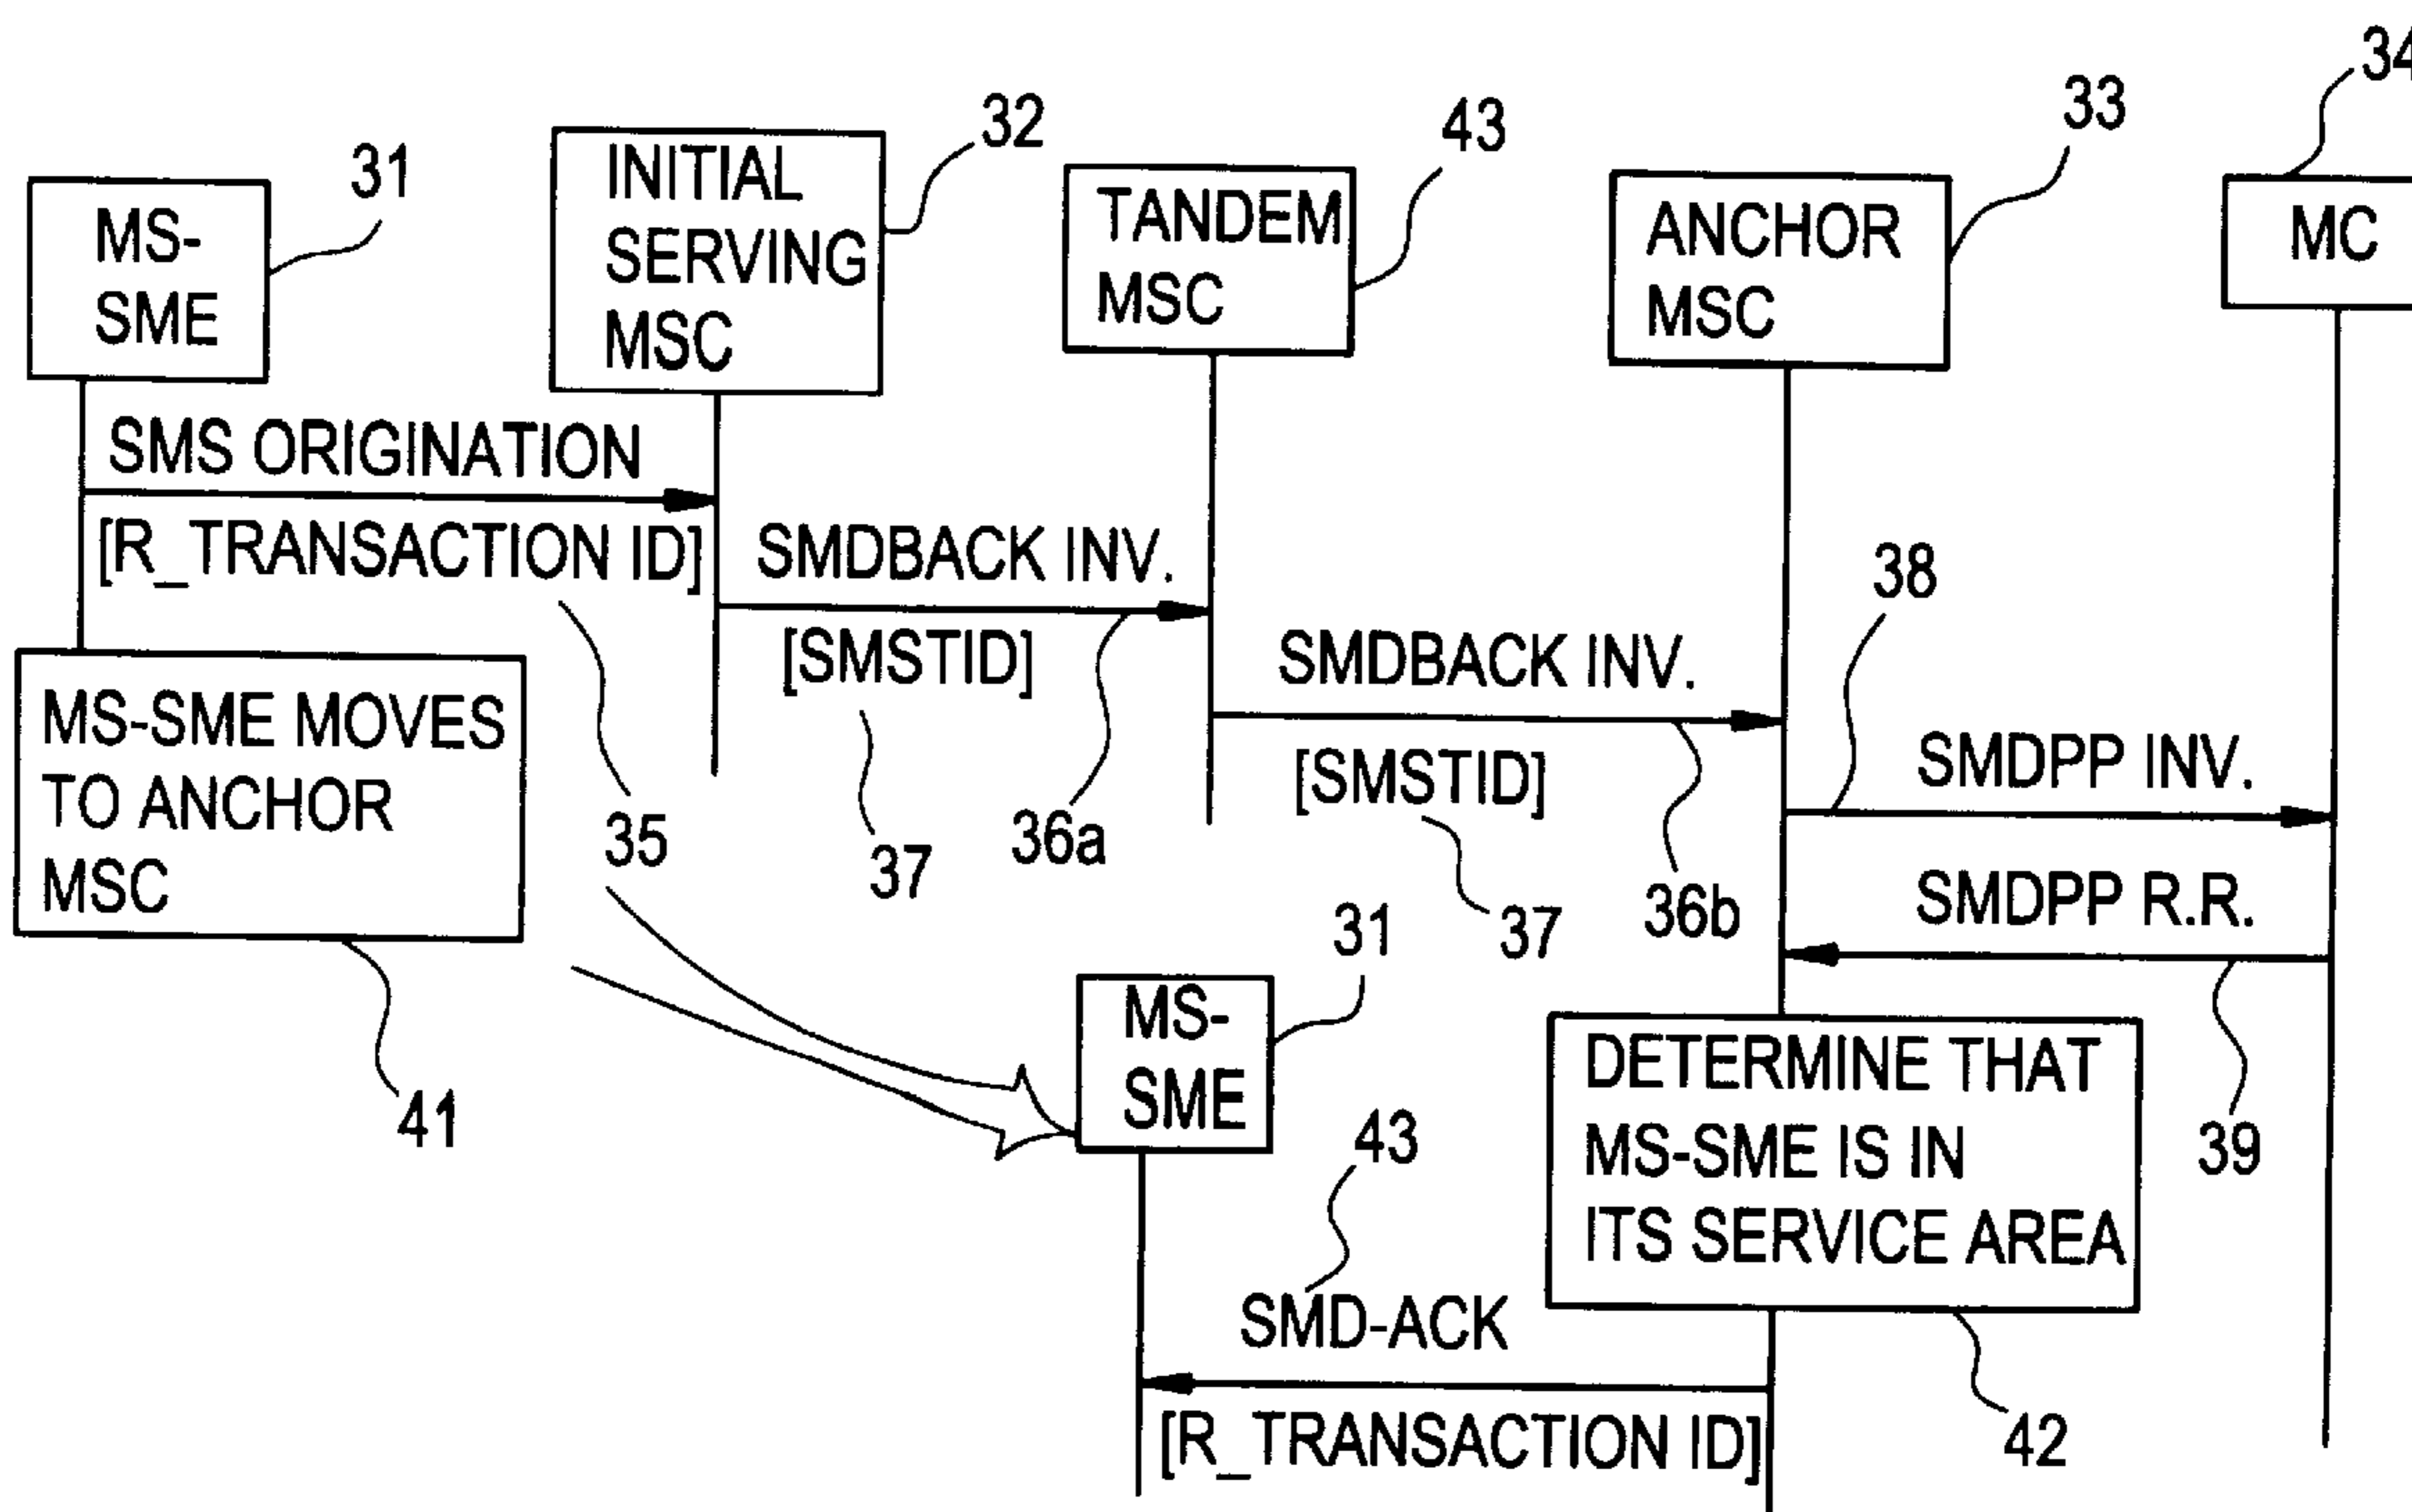 34
33
32
43
31
MS-
SME
INITIAL
SERVING
MSC
TANDEM
MSC
ANCHOR
MSC
MC
SMS ORIGINATION
[R_TRANSACTION ID]
SMDBACK INV.
[SMSTID]
38
SMDBACK INV.
[SMSTID]
SMDPP INV.
MS-SME MOVES
TO ANCHOR
MSC
35
37
36a
36b
37
SMDPP R.R.
31
MS-
SME
41
43
DETERMINE THAT
MS-SME IS IN
ITS SERVICE AREA
39
SMD-ACK
[R_TRANSACTION ID]
42